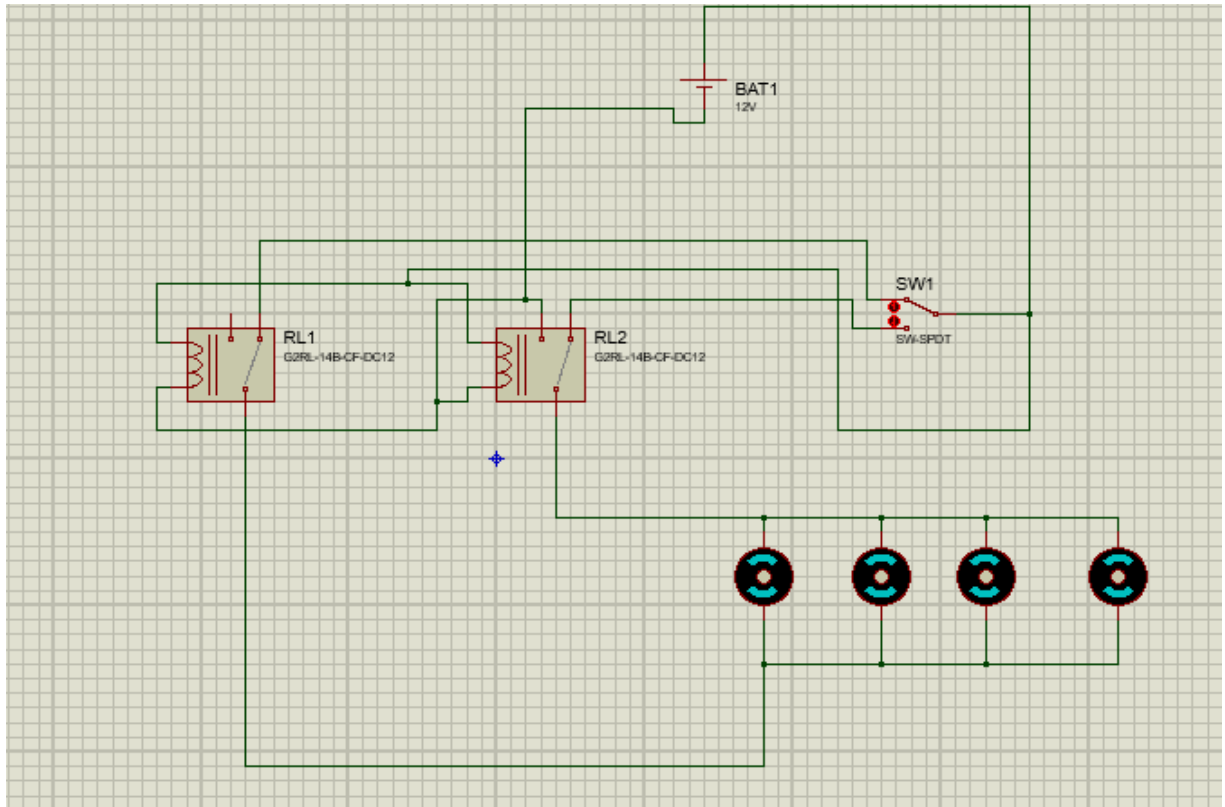 BAT1
12V
SW1
SW-SPDT
RL1
G2RL-14B-CF-DC12
RL2
G2RL-14B-CF-DC12